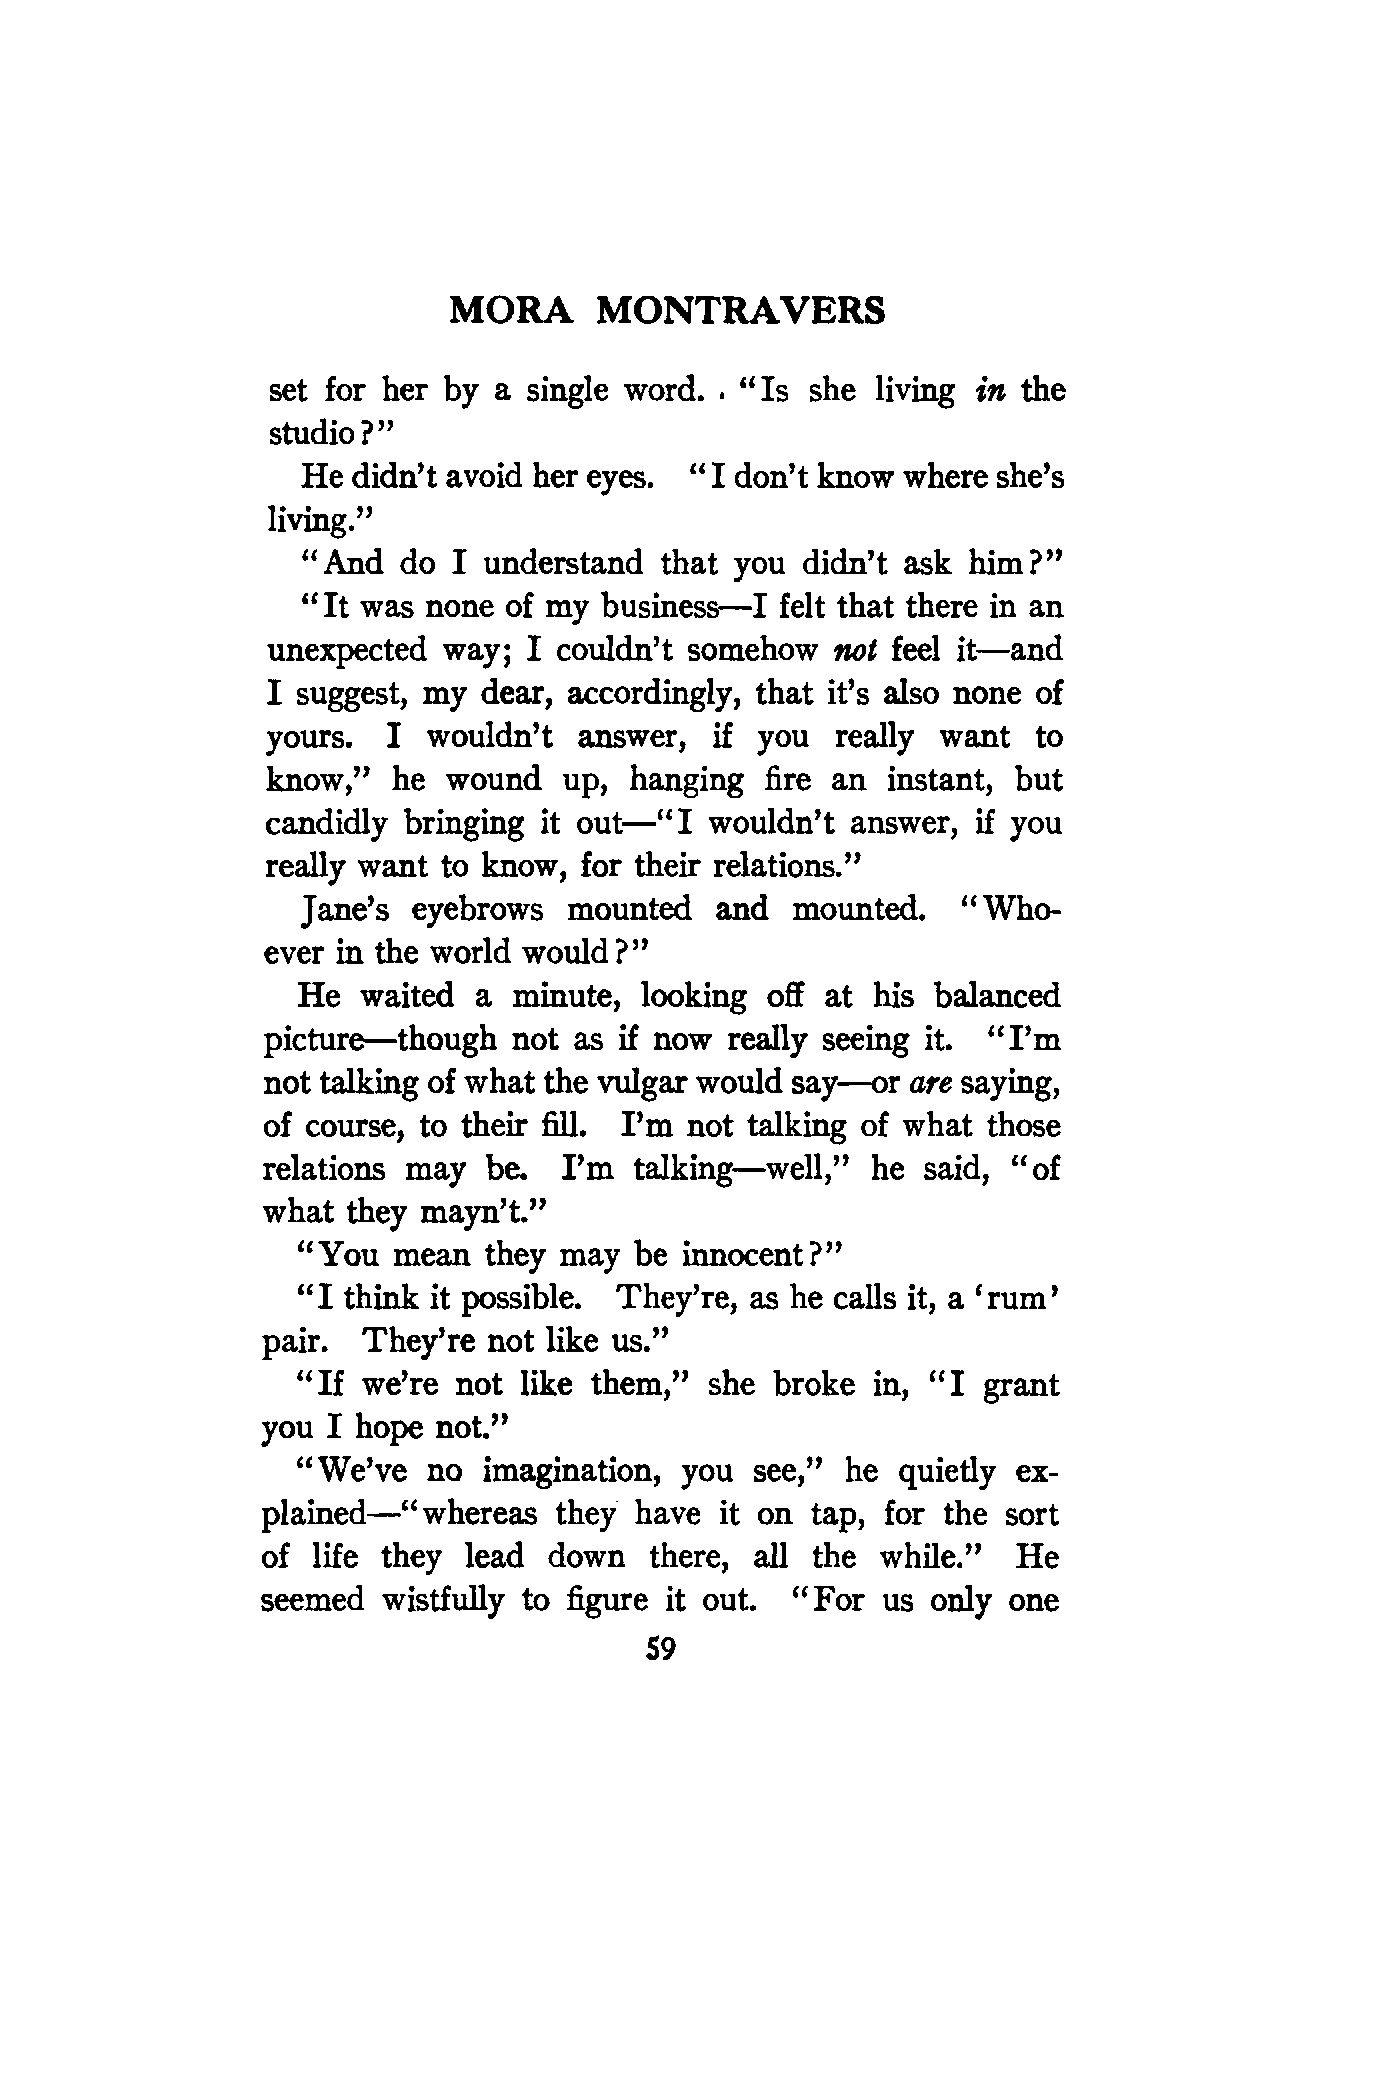 MORA MONTRAVERS
set for her by a single word. . “Is she living in the
studio?”
He didn’t avoid her eyes. “I don’t know where she’s
living.”
“And do I understand that you didn’t ask him?”
“It was none of my business—I felt that there in an
unexpected way; I couldn’t somehow not feel it—and
I suggest, my dear, accordingly, that it’s also none of
yours. I wouldn’t answer, if you really want to
know,” he wound up, hanging fire an instant, but
candidly bringing it out—“I wouldn’t answer, if you
really want to know, for their relations.”
Jane’s eyebrows mounted and mounted. “Who-
ever in the world would?”
He waited a minute, looking off at his balanced
picture—though not as if now really seeing it. “I’m
not talking of what the vulgar would say—or are saying,
of course, to their fill. I’m not talking of what those
relations may be. I’m talking—well,” he said, “of
what they mayn’t.”
“You mean they may be innocent?”
“I think it possible. They’re, as he calls it, a ‘rum’
pair. They’re not like us.”
“If we’re not like them,” she broke in, “I grant
you I hope not.”
“We’ve no imagination, you see,” he quietly ex-
plained—“whereas they have it on tap, for the sort
of life they lead down there, all the while.” He
seemed wistfully to figure it out. “For us only one
59